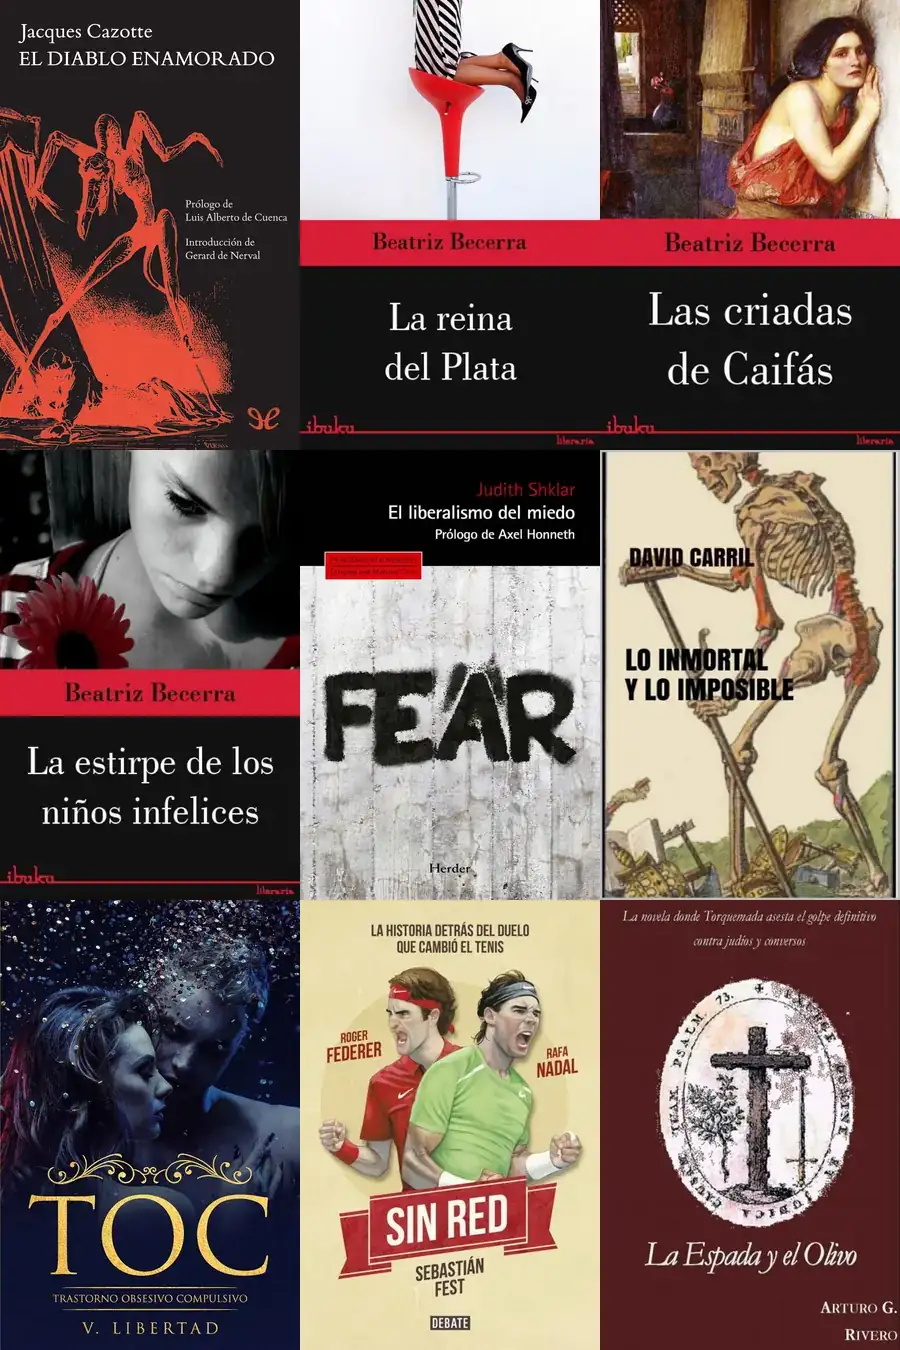 Jacques Cazotte
EL DIABLO ENAMORADO
Prólogo de
Luis Alberto de Cuenca
Introducción de
Gerard de Nerval
Beatriz Becerra
La reina
del Plata
ibuku
literaria
Beatriz Becerra
Las criadas
de Caifás
ibuku
literaria
Beatriz Becerra
La estirpe de los
niños infelices
ibuku
literaria
Judith Shklar
El liberalismo del miedo
Prólogo de Axel Honneth
FEAR
Herder
DAVID CARRIL
LO INMORTAL
Y LO IMPOSIBLE
TOC
TRASTORNO OBSESIVO COMPULSIVO
V. LIBERTAD
LA HISTORIA DETRÁS DEL DUELO
QUE CAMBIÓ EL TENIS
ROGER
FEDERER
RAFA
NADAL
SIN RED
SEBASTIÁN
FEST
DEBATE
La novela donde Torquemada asesta el golpe definitivo
contra judíos y conversos
PSALM. 73.
La Espada y el Olivo
ARTURO G.
RIVERO